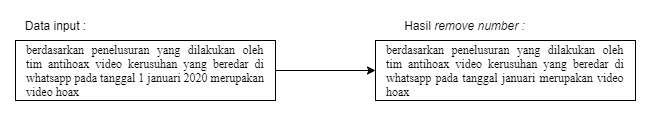 Data input :
berdasarkan penelusuran yang dilakukan oleh
tim antihoax video kerusuhan yang beredar di
whatsapp pada tanggal 1 januari 2020 merupakan
video hoax
Hasil remove number :
berdasarkan penelusuran yang dilakukan oleh
tim antihoax video kerusuhan yang beredar di
whatsapp pada tanggal januari merupakan video
hoax